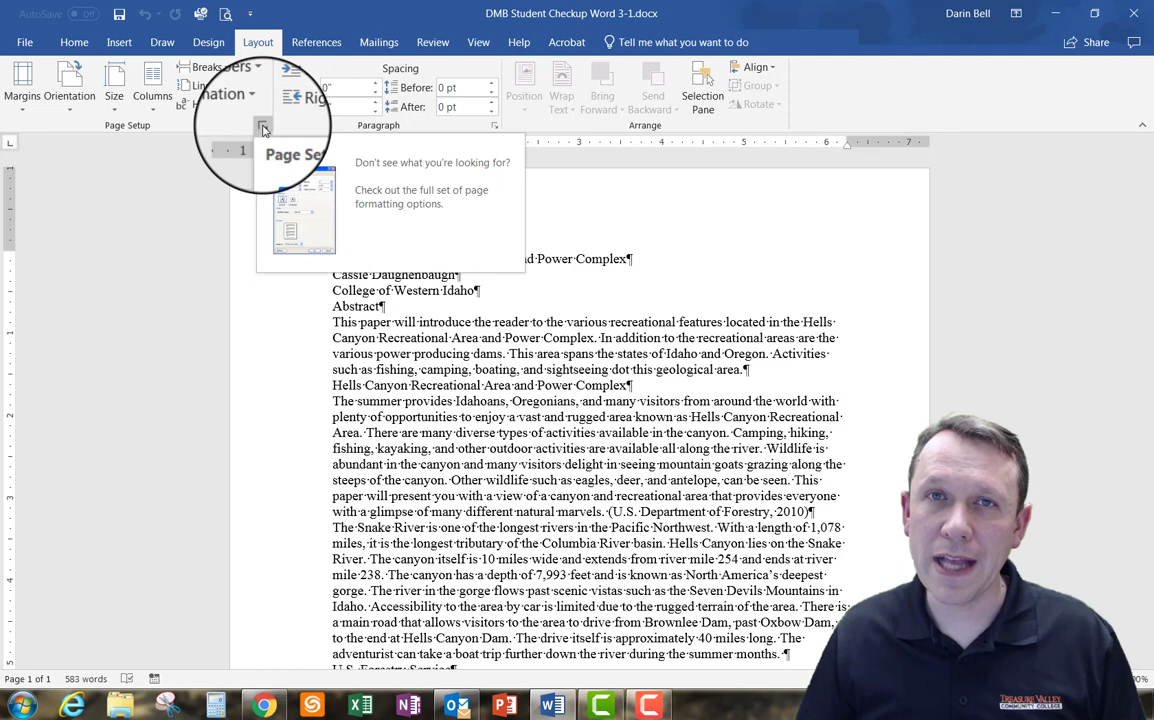 AutoSave Off
DMB Student Checkup Word 3-1.docx
Darin Bell
File Home Insert Draw Design Layout References Mailings Review View Help Acrobat Tell me what you want to do Share
Margins Orientation Size Columns
Breaks
Spacing
Before: 0 pt
After: 0 pt
Position Wrap Text Bring Forward Send Backward Selection Pane
Align
Group
Rotate
Page Setup Paragraph Arrange
Don't see what you're looking for?
Check out the full set of page
formatting options.
and·Power·Complex¶
Cassie·Daughenbaugh¶
College·of·Western·Idaho¶
Abstract¶
This·paper·will·introduce·the·reader·to·the·various·recreational·features·located·in·the·Hells·
Canyon·Recreational·Area·and·Power·Complex.·In·addition·to·the·recreational·areas·are·the·
various·power·producing·dams.·This·area·spans·the·states·of·Idaho·and·Oregon.·Activities·
such·as·fishing,·camping,·boating,·and·sightseeing·dot·this·geological·area.¶
Hells·Canyon·Recreational·Area·and·Power·Complex¶
The·summer·provides·Idahoans,·Oregonians,·and·many·visitors·from·around·the·world·with·
plenty·of·opportunities·to·enjoy·a·vast·and·rugged·area·known·as·Hells·Canyon·Recreational·
Area.·There·are·many·diverse·types·of·activities·available·in·the·canyon.·Camping,·hiking,·
fishing,·kayaking,·and·other·outdoor·activities·are·available·all·along·the·river.·Wildlife·is·
abundant·in·the·canyon·and·many·visitors·delight·in·seeing·mountain·goats·grazing·along·the·
steeps·of·the·canyon.·Other·wildlife·such·as·eagles,·deer,·and·antelope,·can·be·seen.·This·
paper·will·present·you·with·a·view·of·a·canyon·and·recreational·area·that·provides·everyone·
with·a·glimpse·of·many·different·natural·marvels.·(U.S.·Department·of·Forestry,·2010)¶
The·Snake·River·is·one·of·the·longest·rivers·in·the·Pacific·Northwest.·With·a·length·of·1,078·
miles,·it·is·the·longest·tributary·of·the·Columbia·River·basin.·Hells·Canyon·lies·on·the·Snake·
River.·The·canyon·itself·is·10·miles·wide·and·extends·from·river·mile·254·and·ends·at·river·
mile·238.·The·canyon·has·a·depth·of·7,993·feet·and·is·known·as·North·America's·deepest·
gorge.·The·river·in·the·gorge·flows·past·scenic·vistas·such·as·the·Seven·Devils·Mountains·in·
Idaho.·Accessibility·to·the·area·by·car·is·limited·due·to·the·rugged·terrain·of·the·area.·There·is·
a·main·road·that·allows·visitors·to·the·area·to·drive·from·Brownlee·Dam,·past·Oxbow·Dam,·
to·the·end·at·Hells·Canyon·Dam.·The·drive·itself·is·approximately·40·miles·long.·The·
adventurist·can·take·a·boat·trip·further·down·the·river·during·the·summer·months.·¶
U.S.·Forestry·Service¶
TREASURE VALLEY
COMMUNITY COLLEGE
Page 1 of 1 583 words